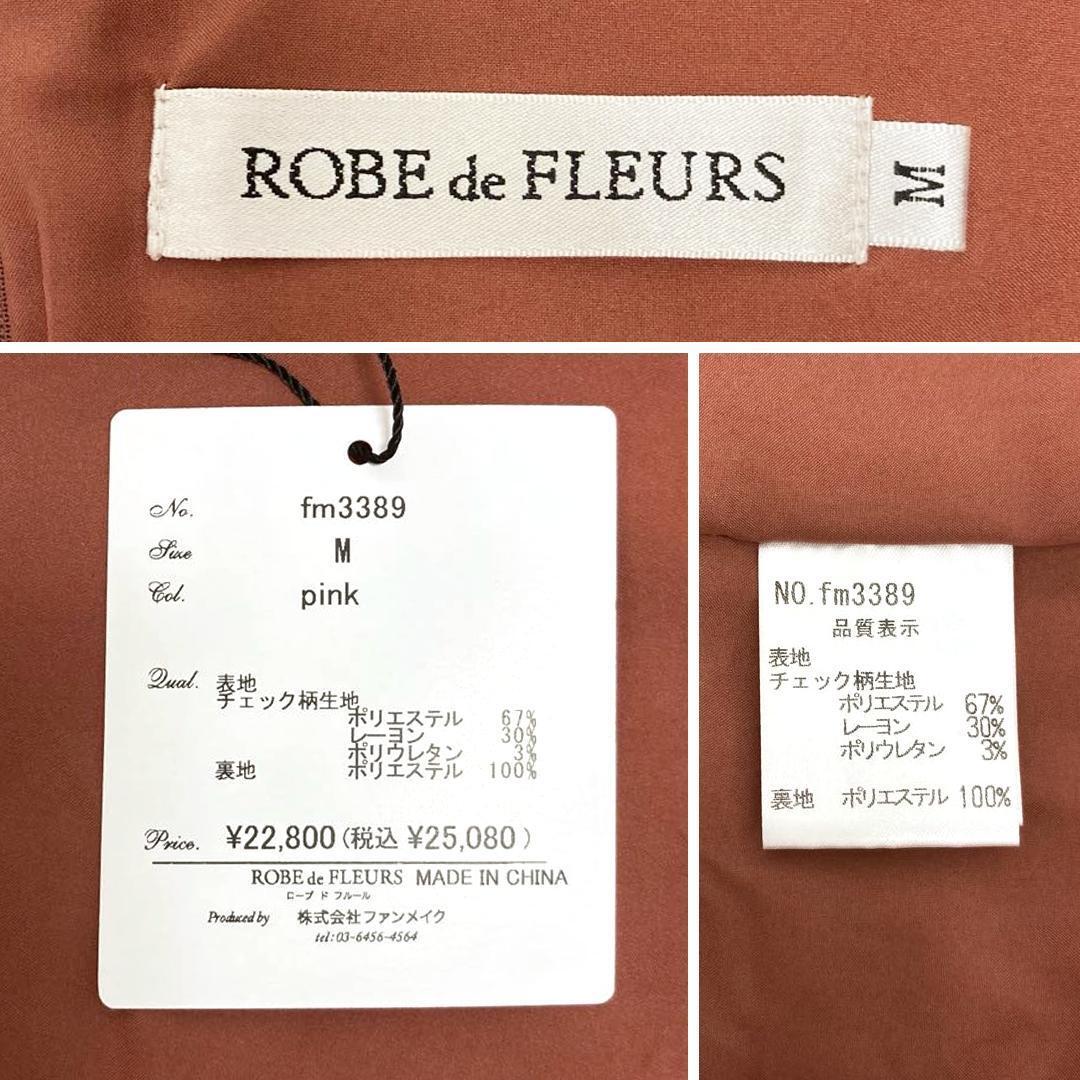 ROBE de FLEURS
M
No. fm3389
Size M
Col. pink
Qual. 表地
チェック柄生地
ポリエステル 67%
レーヨン 30%
ポリウレタン 3%
裏地 ポリエステル 100%
Price. ¥22,800(税込 ¥25,080)
ROBE de FLEURS MADE IN CHINA
ローブ ド フルール
Produced by 株式会社ファンメイク
tel:03-6456-4564
NO.fm3389
品質表示
表地
チェック柄生地
ポリエステル 67%
レーヨン 30%
ポリウレタン 3%
裏地 ポリエステル 100%